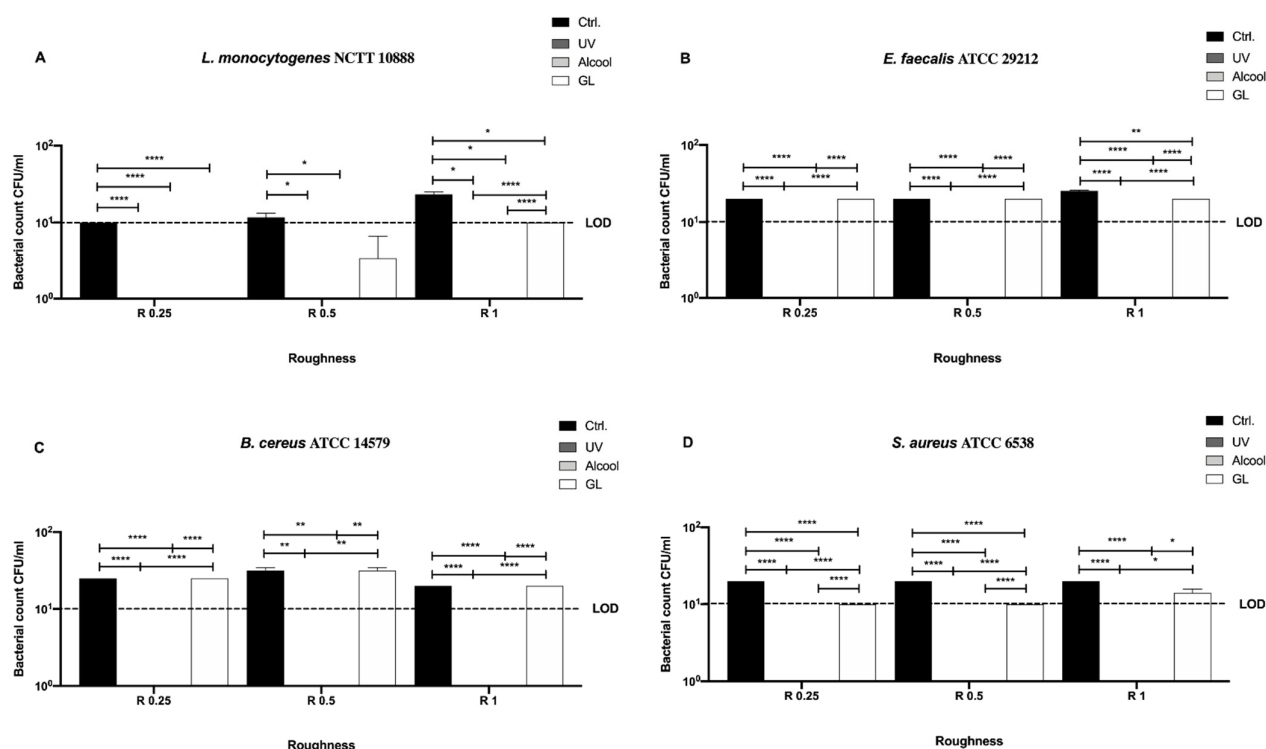 A
L. monocytogenes NCTT 10888
Ctrl.
UV
Alcool
GL
Bacterial count CFU/ml
10²
10¹
10⁰
**** **** ****
* *
* * * **** ****
LOD
R 0.25 R 0.5 R 1
Roughness
B
E. faecalis ATCC 29212
Ctrl.
UV
Alcool
GL
Bacterial count CFU/ml
10²
10¹
10⁰
**** **** **** ****
**** **** **** ****
** **** **** **** ****
LOD
R 0.25 R 0.5 R 1
Roughness
C
B. cereus ATCC 14579
Ctrl.
UV
Alcool
GL
Bacterial count CFU/ml
10²
10¹
10⁰
**** **** **** ****
** ** ** **
**** **** **** ****
LOD
R 0.25 R 0.5 R 1
Roughness
D
S. aureus ATCC 6538
Ctrl.
UV
Alcool
GL
Bacterial count CFU/ml
10²
10¹
10⁰
**** **** **** **** ****
**** **** **** **** ****
**** * **** *
LOD
R 0.25 R 0.5 R 1
Roughness